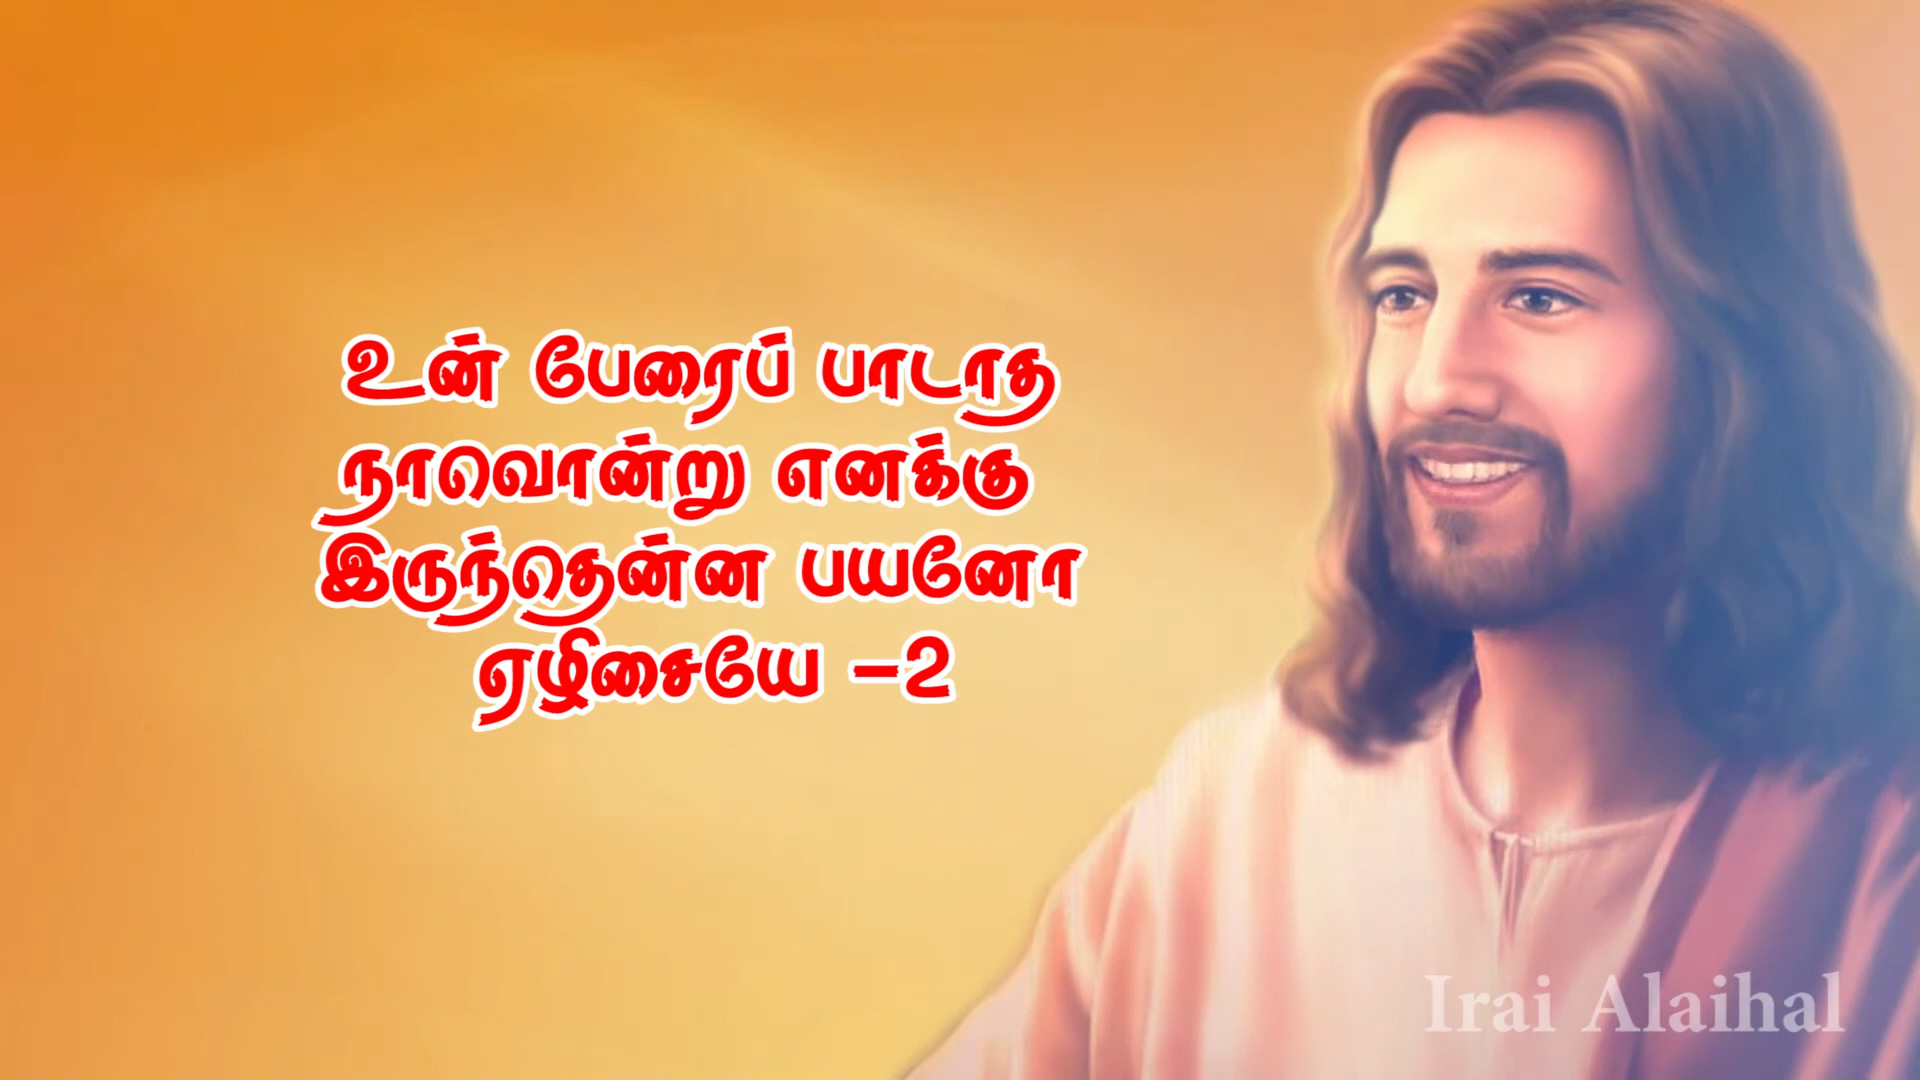 உன் பேரைப் பாடாத
நாவொன்று எனக்கு
இருந்தென்ன பயனோ
ஏழிசையே -2
Irai Alaihal